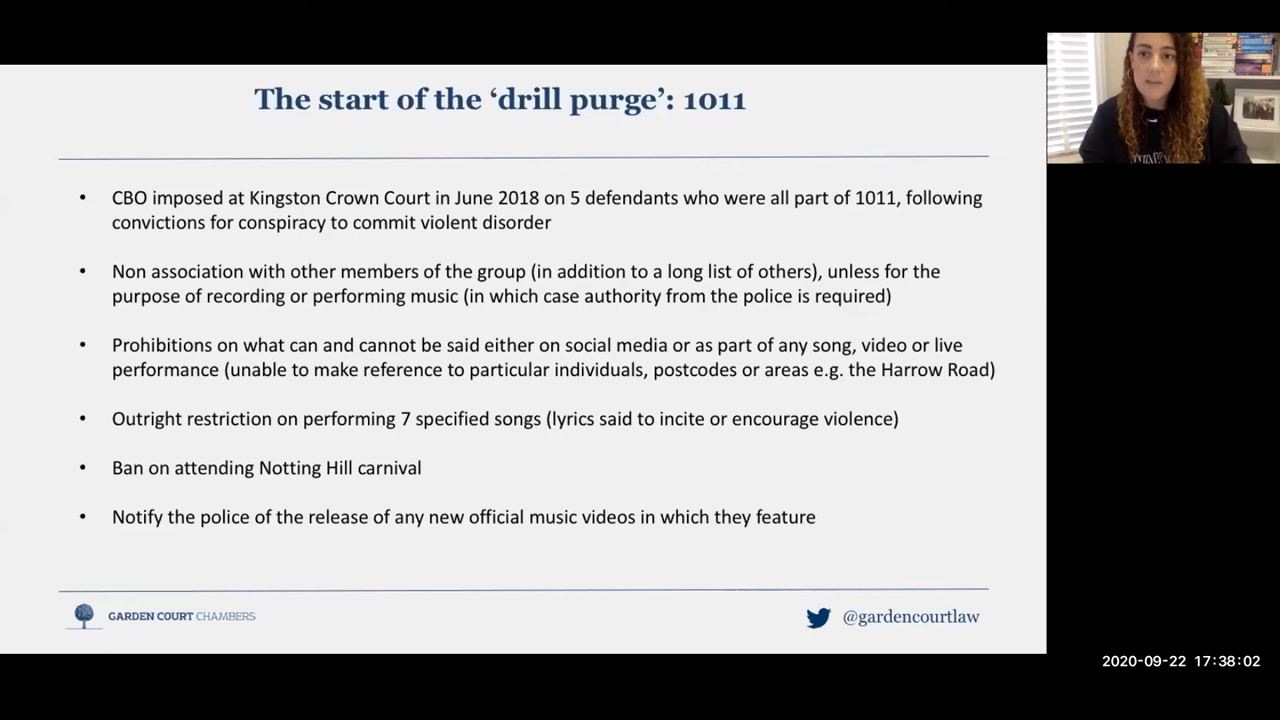 The start of the ‘drill purge’: 1011
• CBO imposed at Kingston Crown Court in June 2018 on 5 defendants who were all part of 1011, following
convictions for conspiracy to commit violent disorder
• Non association with other members of the group (in addition to a long list of others), unless for the
purpose of recording or performing music (in which case authority from the police is required)
• Prohibitions on what can and cannot be said either on social media or as part of any song, video or live
performance (unable to make reference to particular individuals, postcodes or areas e.g. the Harrow Road)
• Outright restriction on performing 7 specified songs (lyrics said to incite or encourage violence)
• Ban on attending Notting Hill carnival
• Notify the police of the release of any new official music videos in which they feature
GARDEN COURT CHAMBERS
@gardencourtlaw
2020-09-22 17:38:02